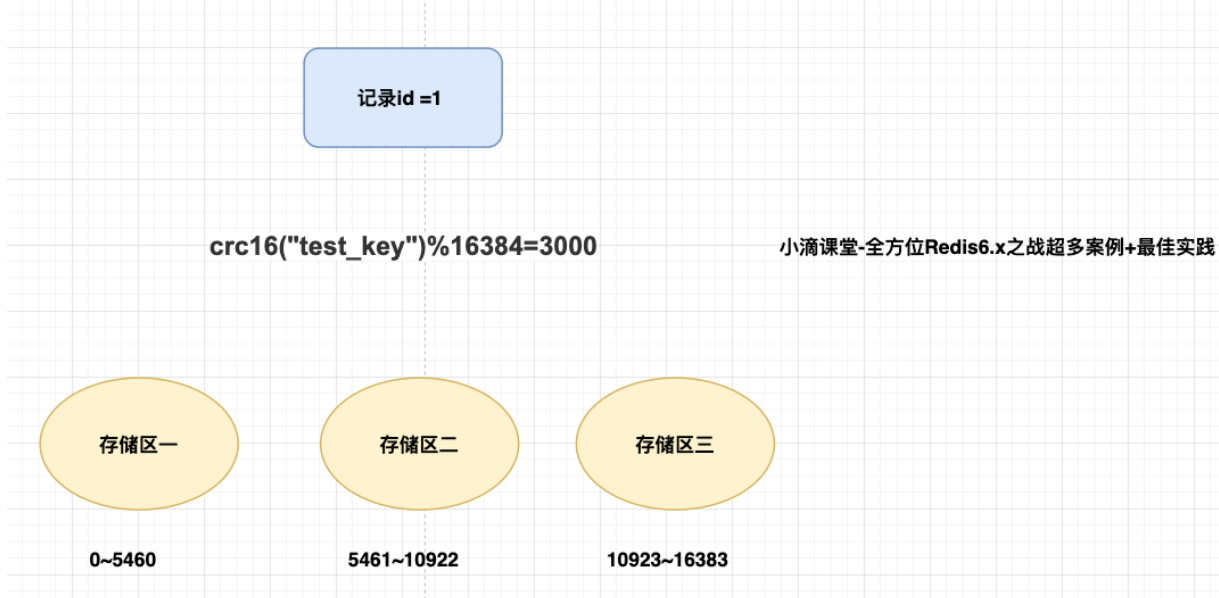 记录id =1
crc16("test_key")%16384=3000
小滴课堂-全方位Redis6.x之战超多案例+最佳实践
存储区一
存储区二
存储区三
0~5460
5461~10922
10923~16383